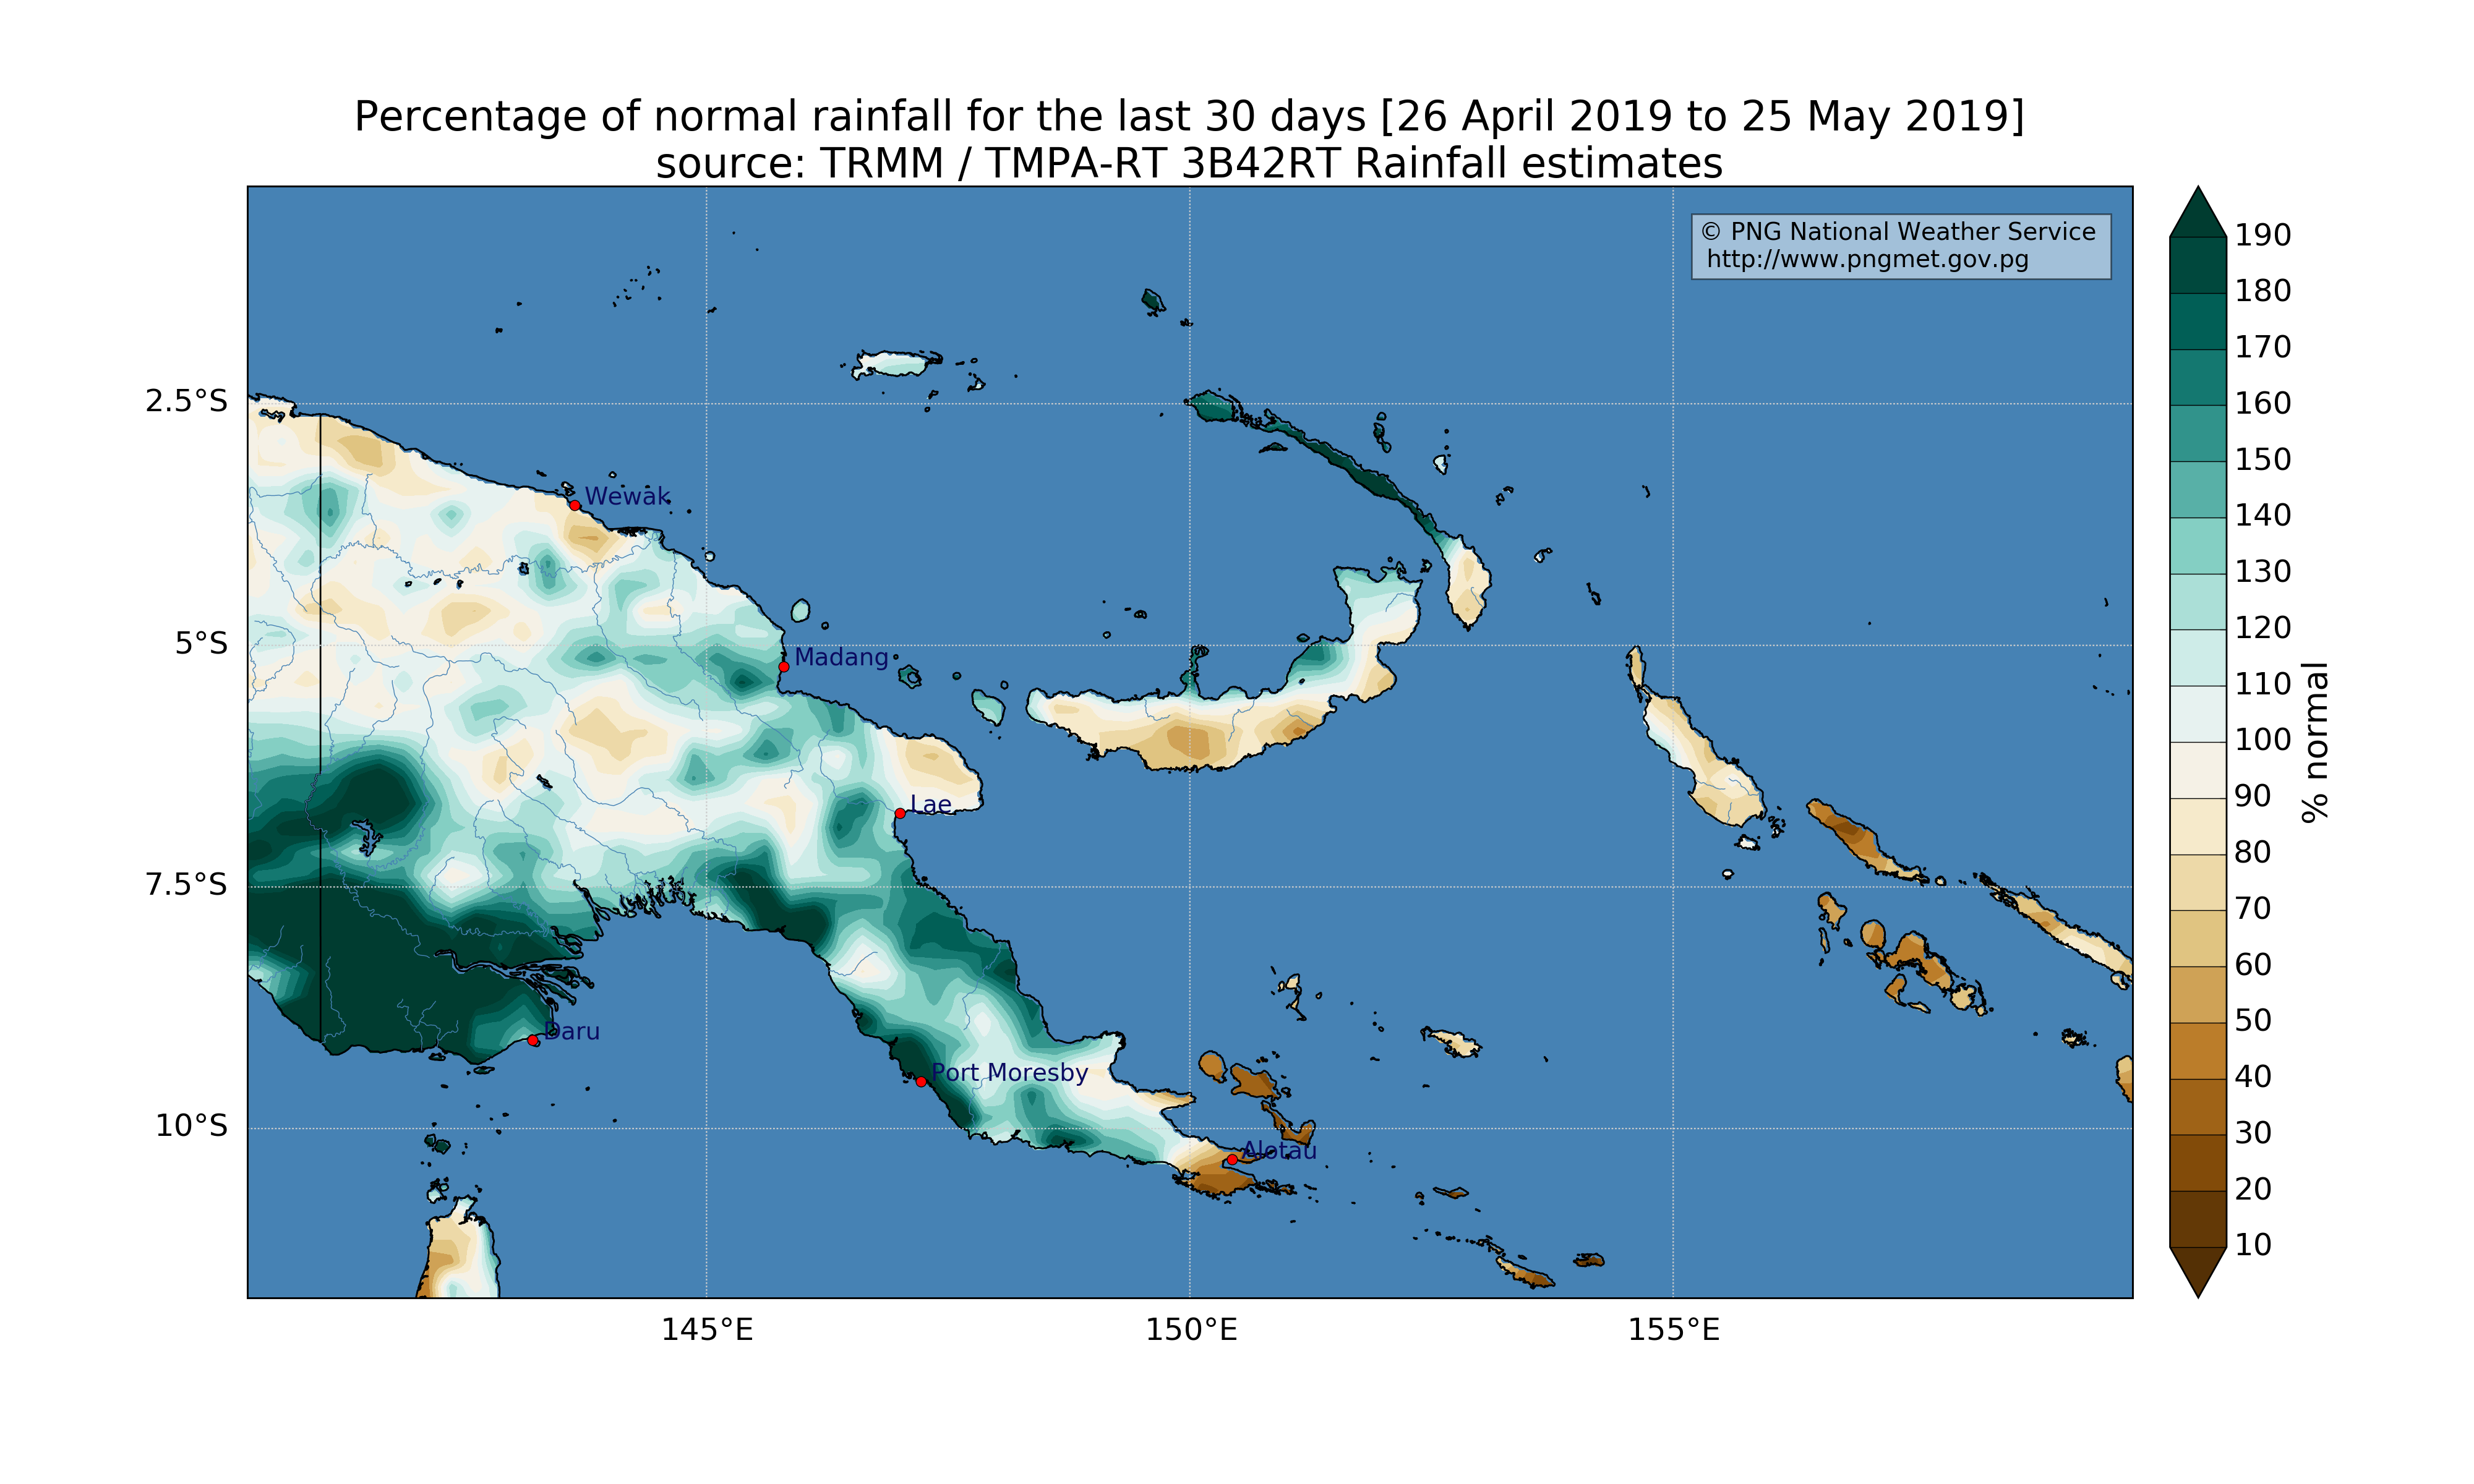 Percentage of normal rainfall for the last 30 days [26 April 2019 to 25 May 2019]
source: TRMM / TMPA-RT 3B42RT Rainfall estimates
© PNG National Weather Service
http://www.pngmet.gov.pg
2.5°S
5°S
7.5°S
10°S
Wewak
Madang
Lae
Daru
Port Moresby
Alotau
145°E
150°E
155°E
190
180
170
160
150
140
130
120
110
100
90
80
70
60
50
40
30
20
10
% normal